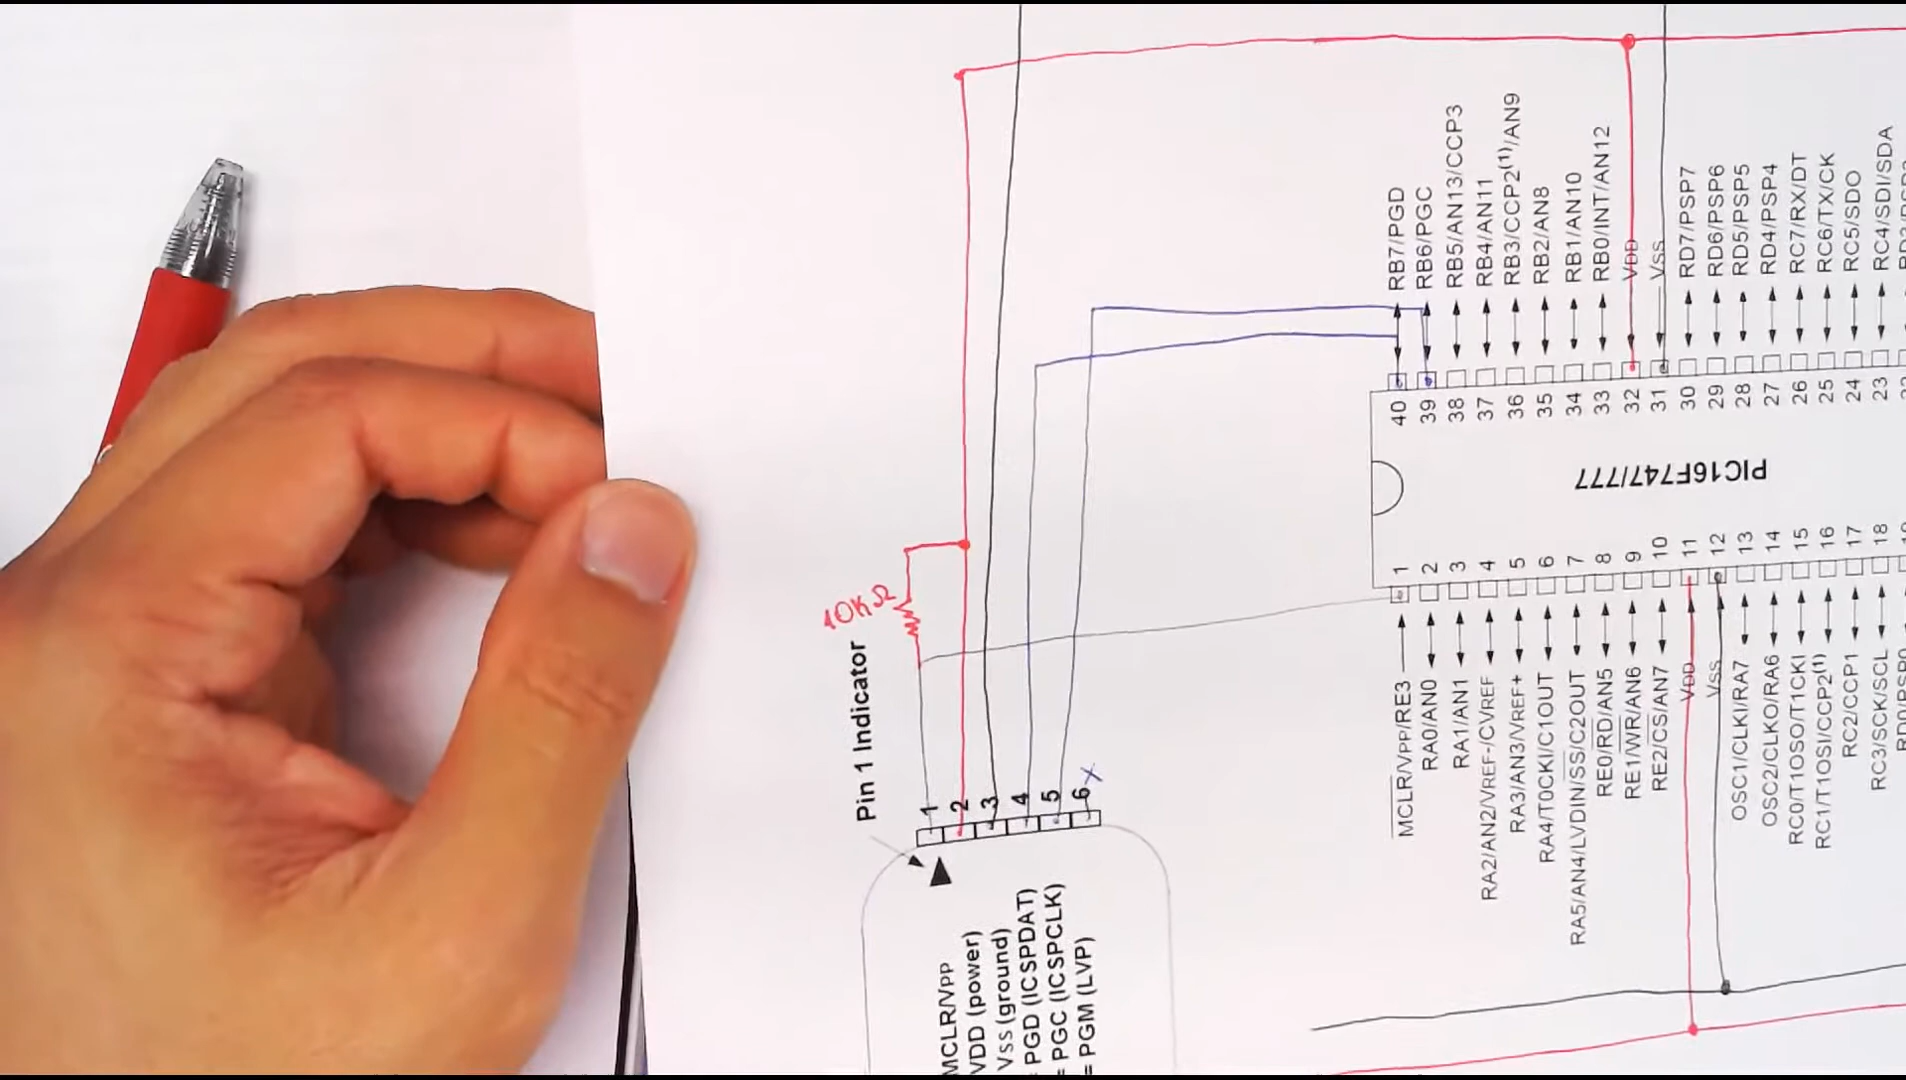 10KΩ
Pin 1 Indicator
1
2
3
4
5
6 X
MCLR/VPP
VDD (power)
VSS (ground)
= PGD (ICSPDAT)
= PGC (ICSPCLK)
= PGM (LVP)
RB7/PGD
RB6/PGC
RB5/AN13/CCP3
RB4/AN11
RB3/CCP2(1)/AN9
RB2/AN8
RB1/AN10
RB0/INT/AN12
VDD
VSS
RD7/PSP7
RD6/PSP6
RD5/PSP5
RD4/PSP4
RC7/RX/DT
RC6/TX/CK
RC5/SDO
RC4/SDI/SDA
40
39
38
37
36
35
34
33
32
31
30
29
28
27
26
25
24
23
PIC16F747/777
1
2
3
4
5
6
7
8
9
10
11
12
13
14
15
16
17
18
MCLR/VPP/RE3
RA0/AN0
RA1/AN1
RA2/AN2/VREF-/CVREF
RA3/AN3/VREF+
RA4/T0CKI/C1OUT
RA5/AN4/LVDIN/SS/C2OUT
RE0/RD/AN5
RE1/WR/AN6
RE2/CS/AN7
VDD
VSS
OSC1/CLKI/RA7
OSC2/CLKO/RA6
RC0/T1OSO/T1CKI
RC1/T1OSI/CCP2(1)
RC2/CCP1
RC3/SCK/SCL